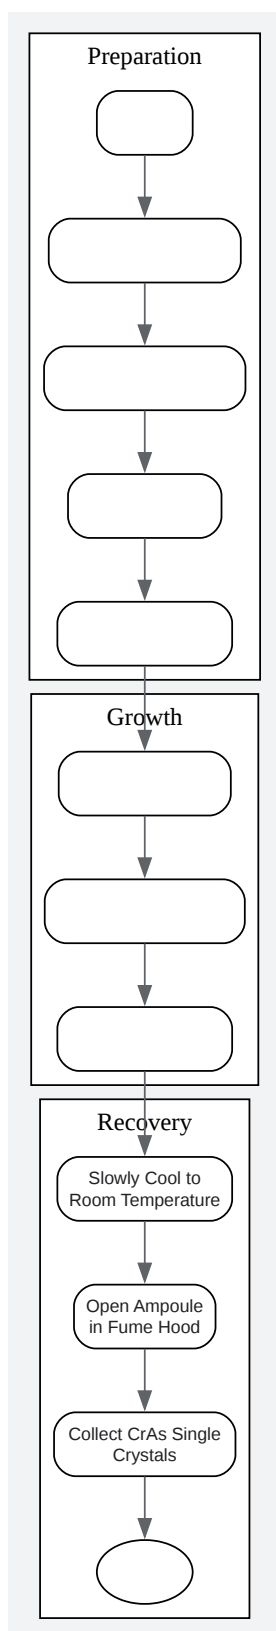 Preparation
Growth
Recovery
Slowly Cool to
Room Temperature
Open Ampoule
in Fume Hood
Collect CrAs Single
Crystals